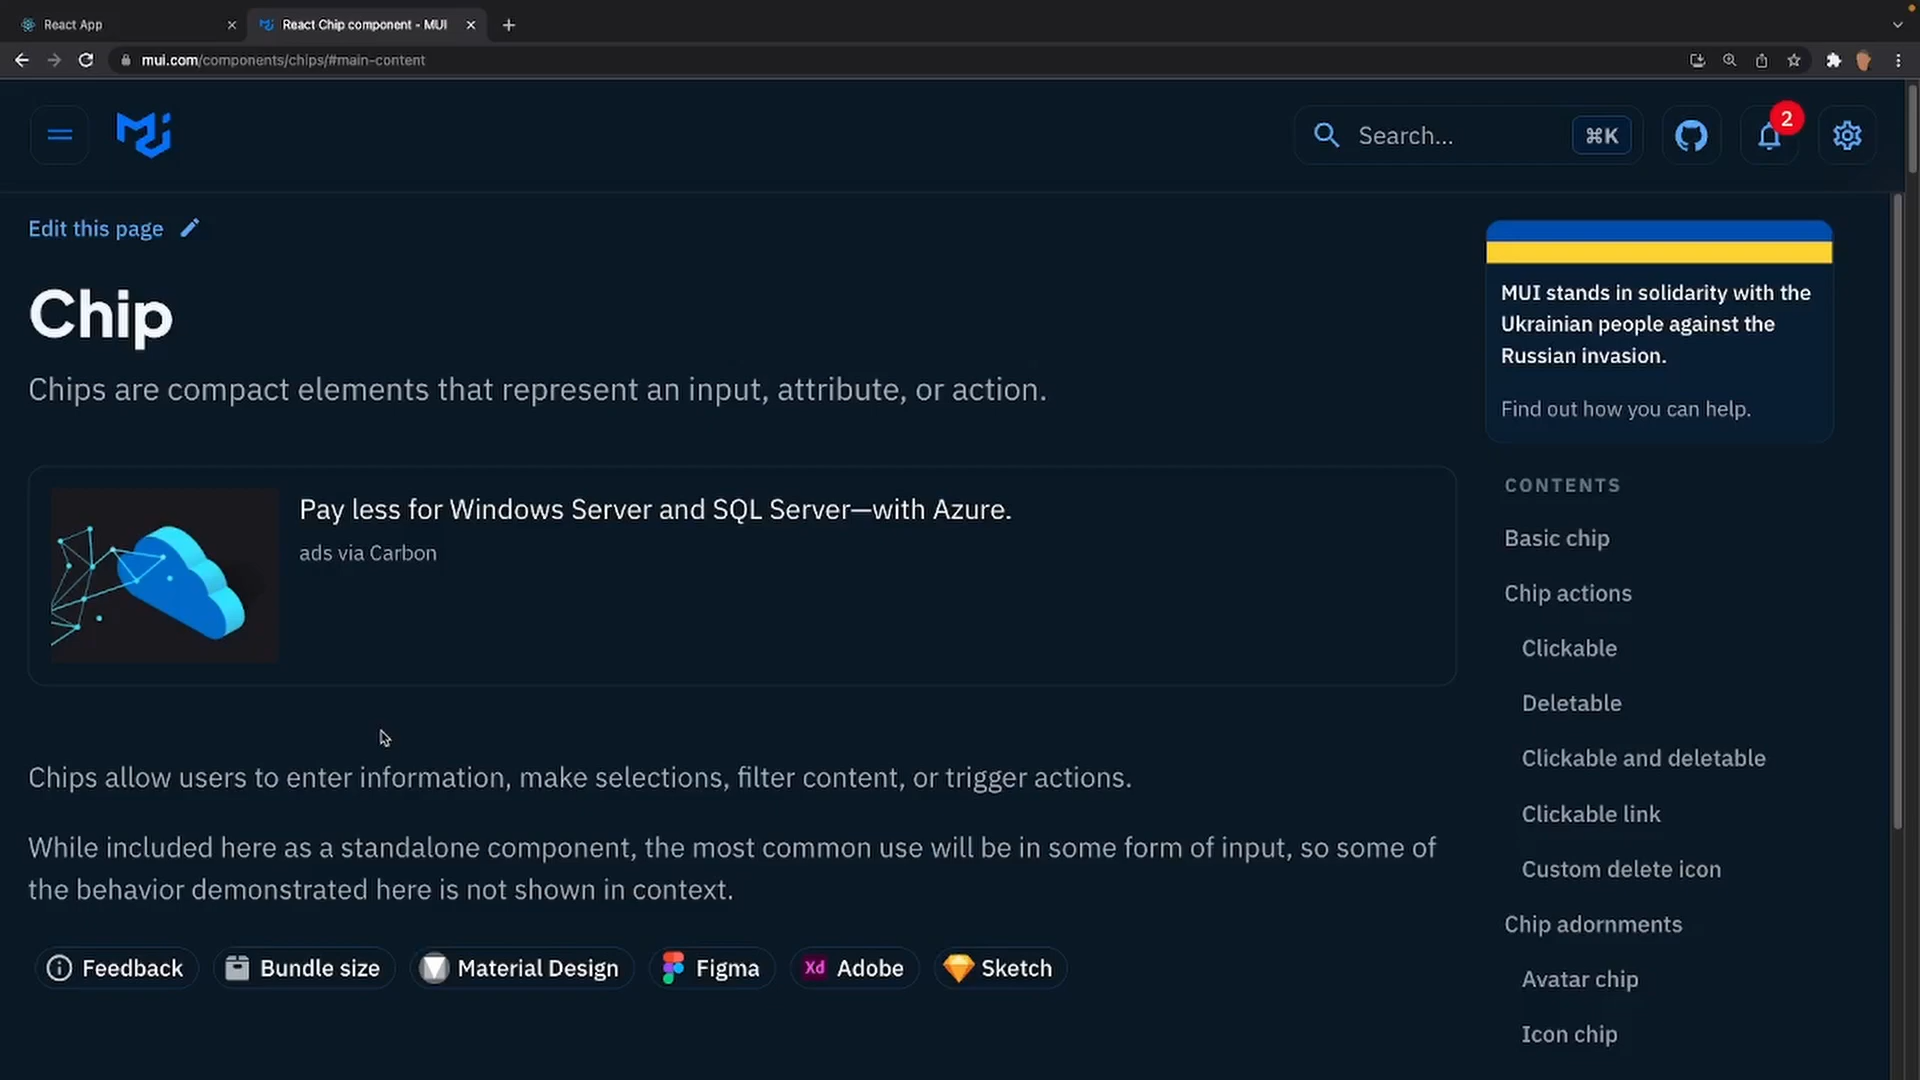 React App
React Chip component - MUI
mui.com/components/chips/#main-content
Search...
⌘K
2
Edit this page
Chip
Chips are compact elements that represent an input, attribute, or action.
Pay less for Windows Server and SQL Server—with Azure.
ads via Carbon
Chips allow users to enter information, make selections, filter content, or trigger actions.
While included here as a standalone component, the most common use will be in some form of input, so some of
the behavior demonstrated here is not shown in context.
Feedback
Bundle size
Material Design
Figma
Xd Adobe
Sketch
MUI stands in solidarity with the
Ukrainian people against the
Russian invasion.
Find out how you can help.
CONTENTS
Basic chip
Chip actions
Clickable
Deletable
Clickable and deletable
Clickable link
Custom delete icon
Chip adornments
Avatar chip
Icon chip